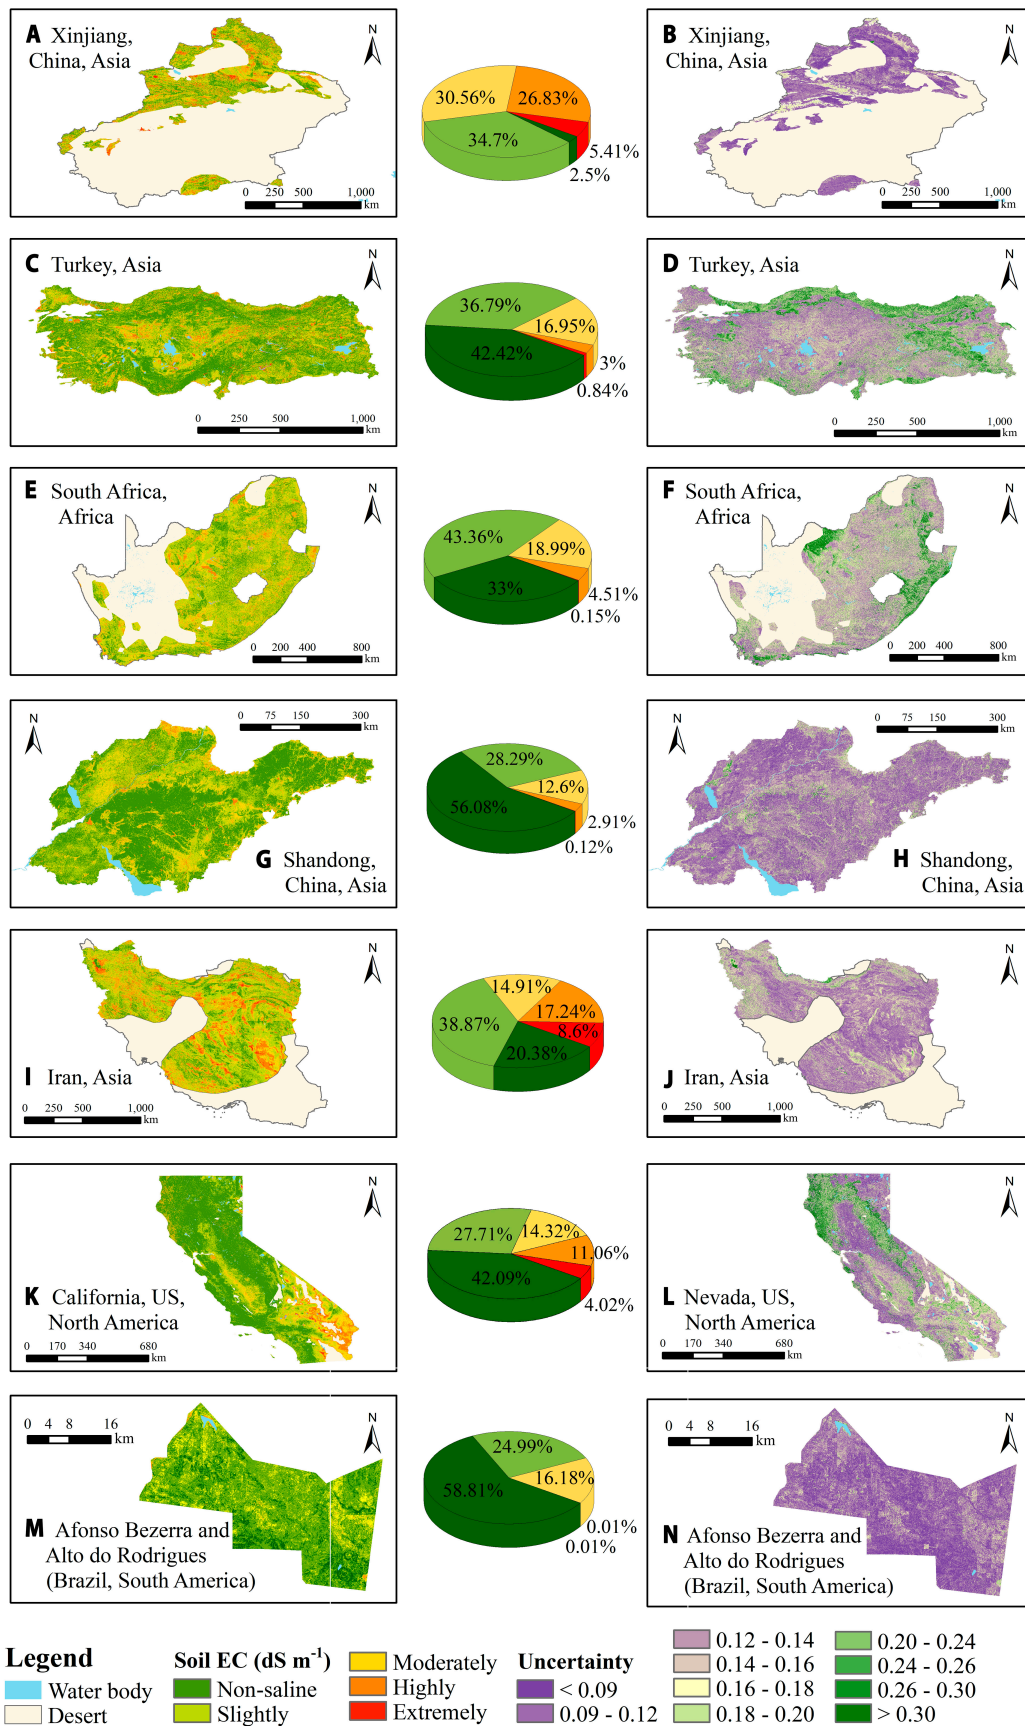 A Xinjiang,
China, Asia
N
0 250 500 1,000
km
30.56%
26.83%
34.7%
5.41%
2.5%
B Xinjiang,
China, Asia
N
0 250 500 1,000
km
C Turkey, Asia
N
0 250 500 1,000
km
36.79%
16.95%
42.42%
3%
0.84%
D Turkey, Asia
N
0 250 500 1,000
km
E South Africa,
Africa
N
0 200 400 800
km
43.36%
18.99%
33%
4.51%
0.15%
F South Africa,
Africa
N
0 200 400 800
km
N
0 75 150 300
km
G Shandong,
China, Asia
28.29%
12.6%
56.08%
2.91%
0.12%
N
0 75 150 300
km
H Shandong,
China, Asia
N
I Iran, Asia
0 250 500 1,000
km
14.91%
17.24%
38.87%
8.6%
20.38%
N
J Iran, Asia
0 250 500 1,000
km
N
K California, US,
North America
0 170 340 680
km
27.71%
14.32%
11.06%
42.09%
4.02%
N
L Nevada, US,
North America
0 170 340 680
km
0 4 8 16
km
N
M Afonso Bezerra and
Alto do Rodrigues
(Brazil, South America)
24.99%
16.18%
58.81%
0.01%
0.01%
0 4 8 16
km
N
N Afonso Bezerra and
Alto do Rodrigues
(Brazil, South America)
Legend
Water body
Desert
Soil EC (dS m⁻¹)
Non-saline
Slightly
Moderately
Highly
Extremely
Uncertainty
< 0.09
0.09 - 0.12
0.12 - 0.14
0.14 - 0.16
0.16 - 0.18
0.18 - 0.20
0.20 - 0.24
0.24 - 0.26
0.26 - 0.30
> 0.30